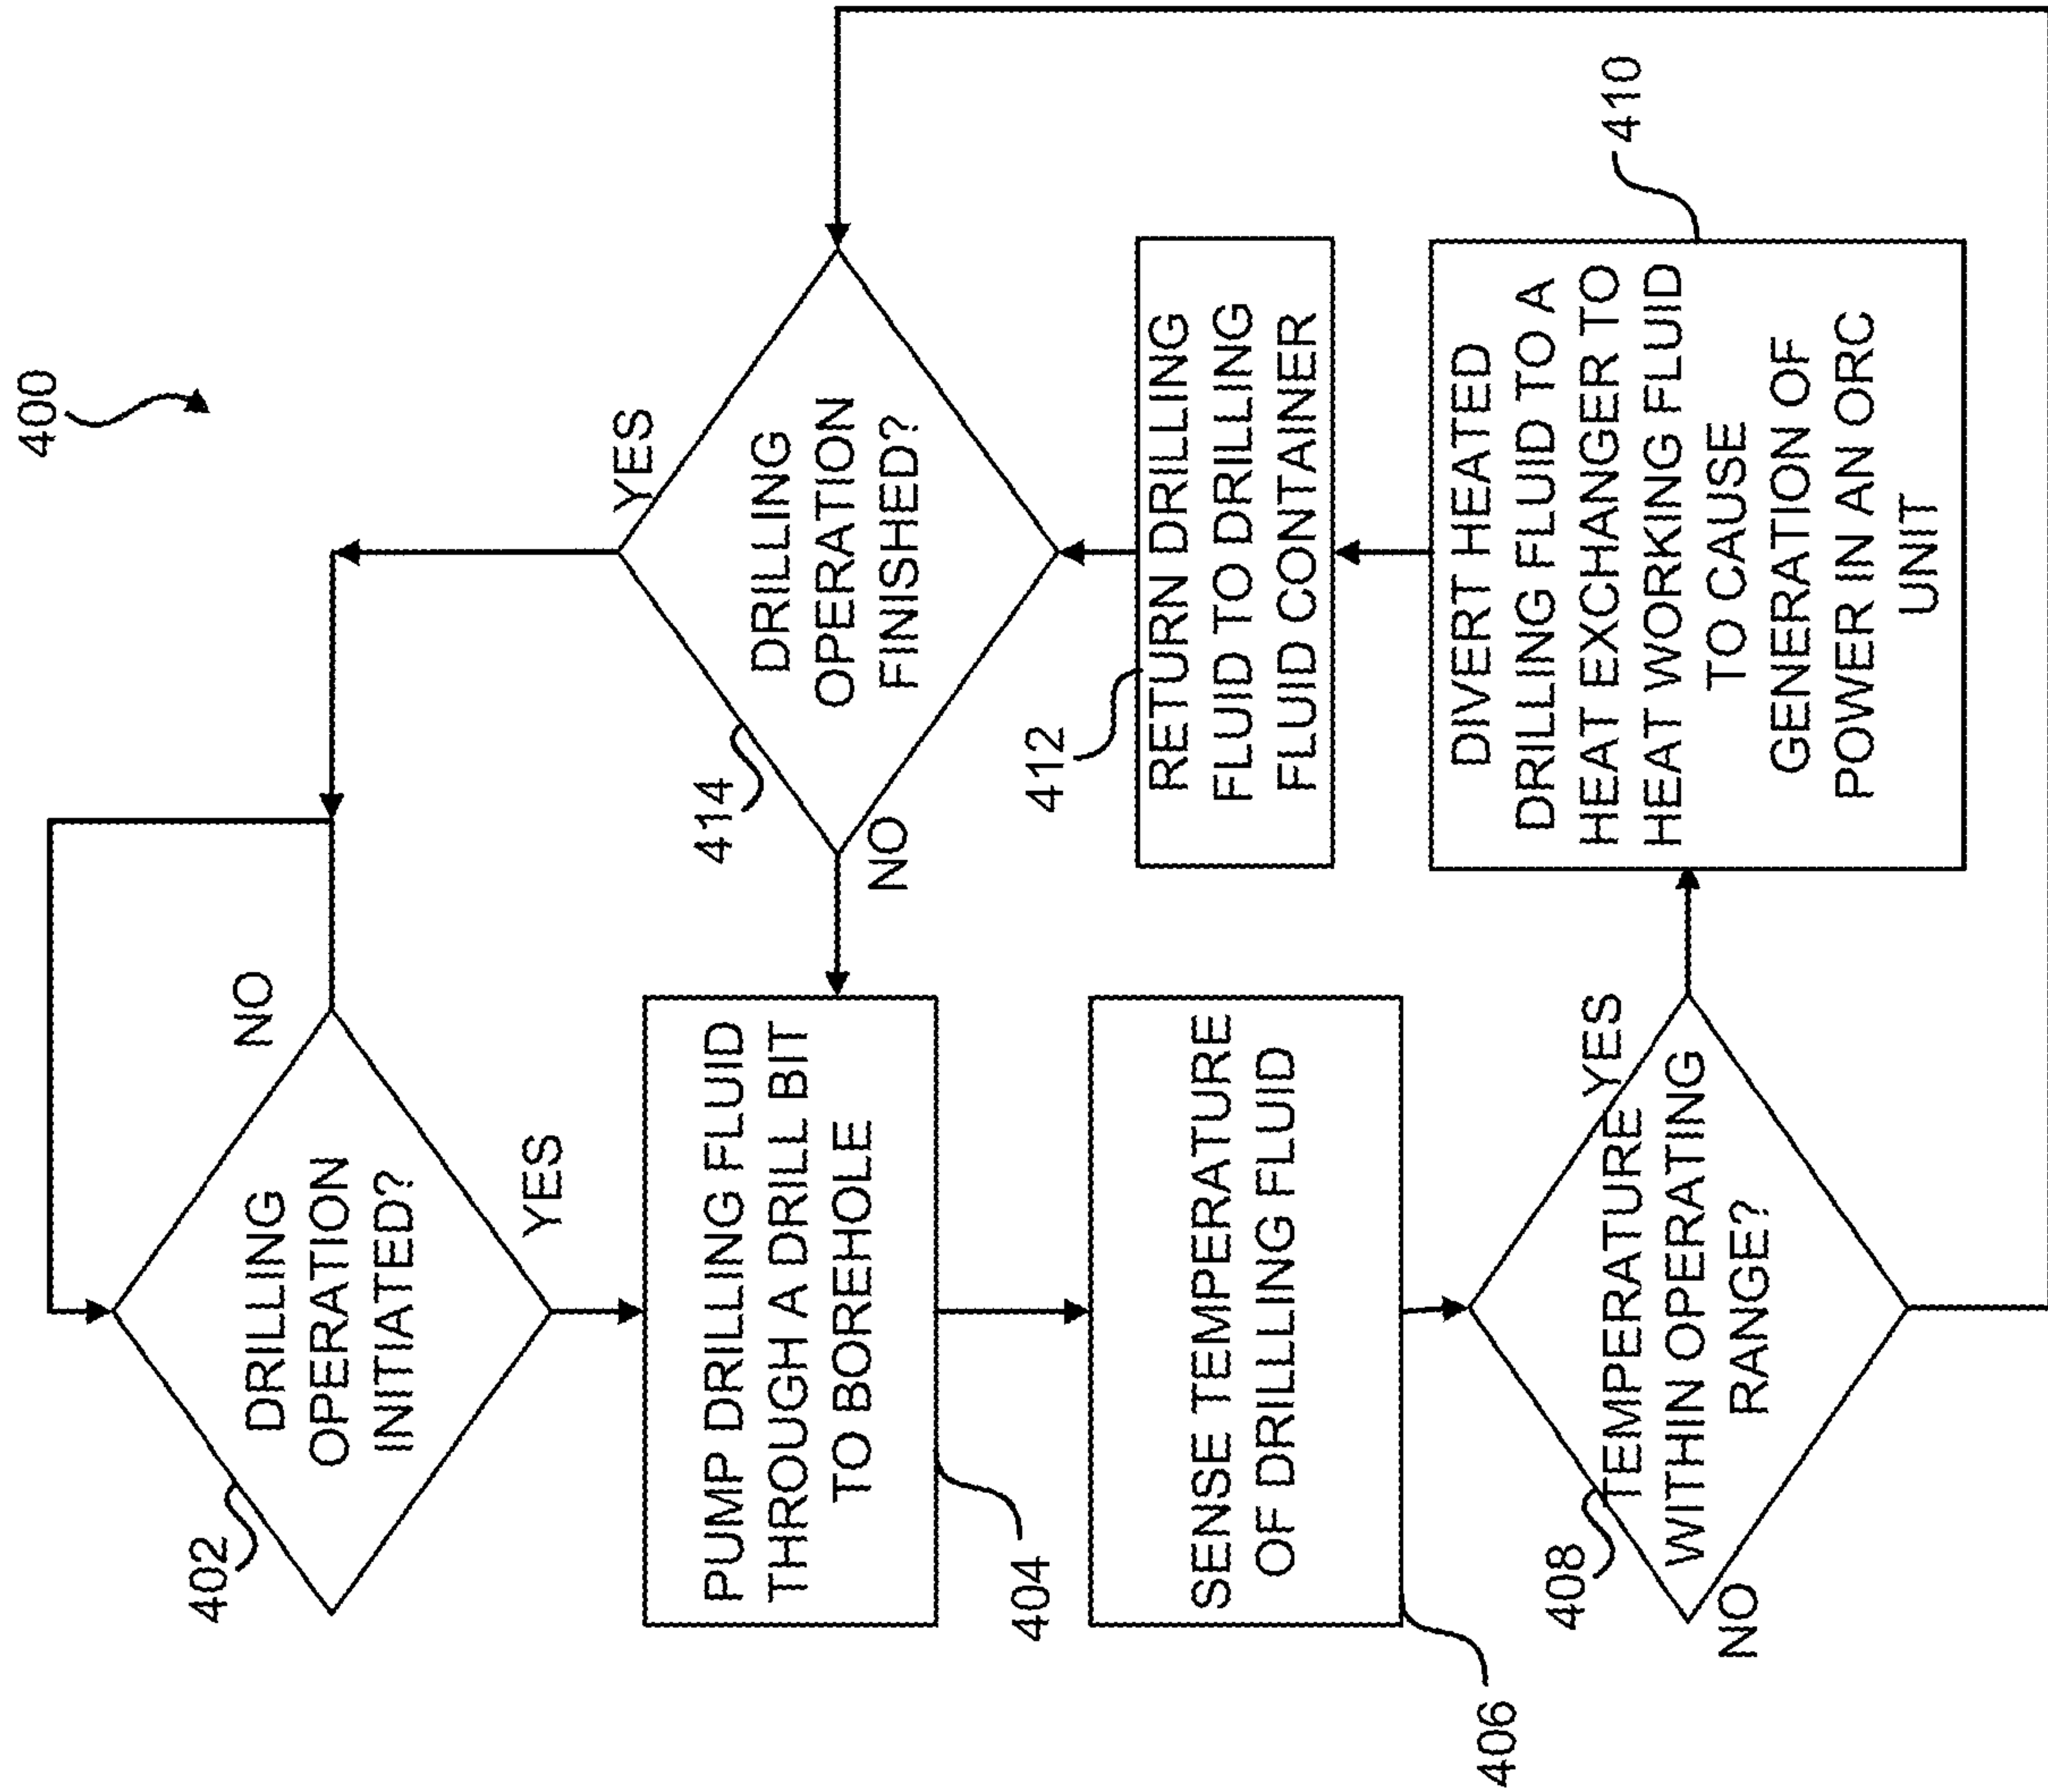 400
DRILLING
OPERATION
INITIATED?
402
NO
YES
PUMP DRILLING FLUID
THROUGH A DRILL BIT
TO BOREHOLE
404
SENSE TEMPERATURE
OF DRILLING FLUID
406
TEMPERATURE
WITHIN OPERATING
RANGE?
408
YES
NO
DIVERT HEATED
DRILLING FLUID TO A
HEAT EXCHANGER TO
HEAT WORKING FLUID
TO CAUSE
GENERATION OF
POWER IN AN ORC
UNIT
410
RETURN DRILLING
FLUID TO DRILLING
FLUID CONTAINER
412
DRILLING
OPERATION
FINISHED?
414
YES
NO